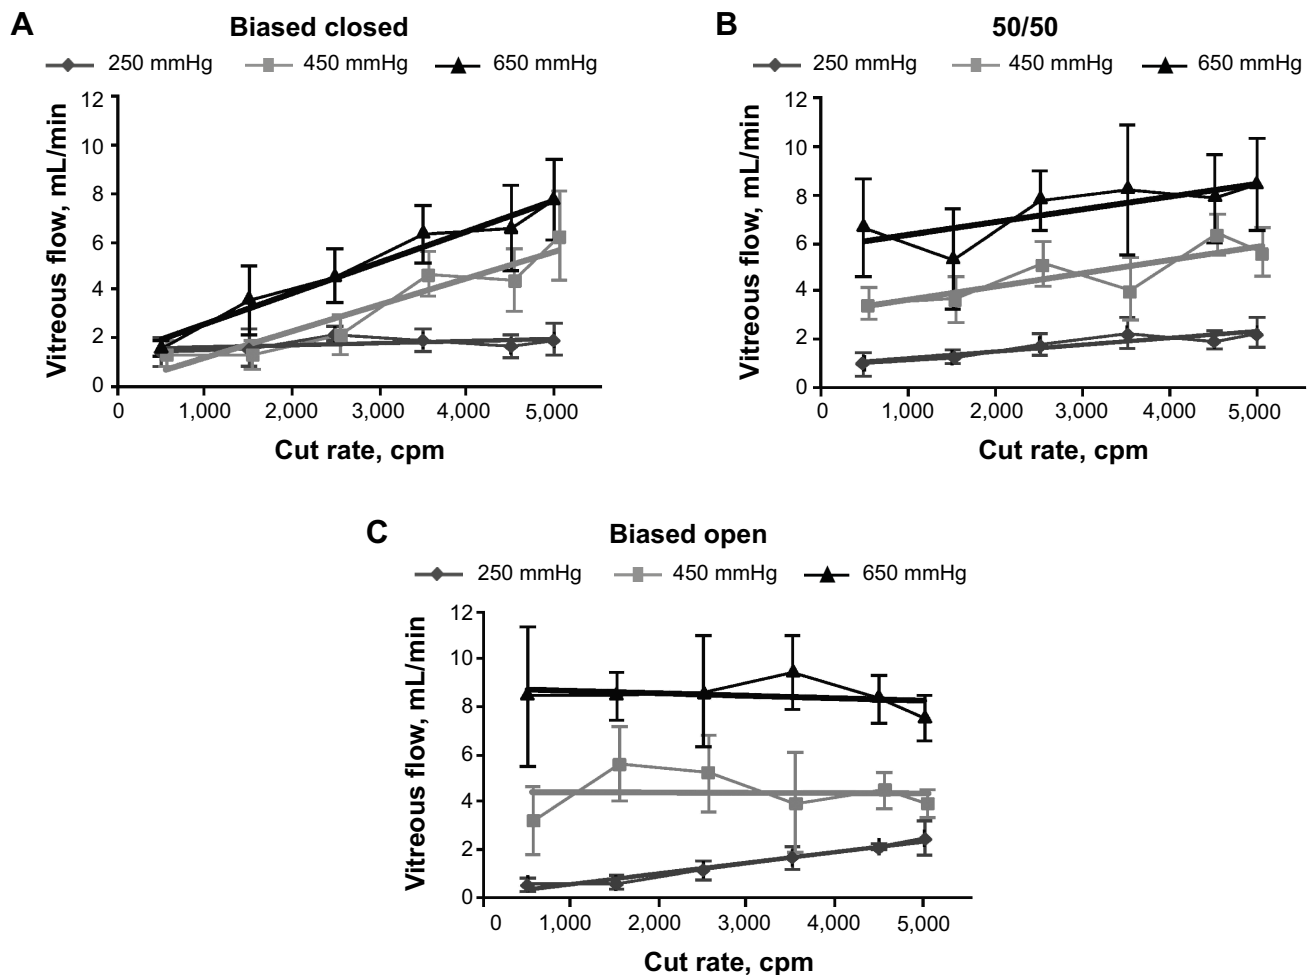 A
Biased closed
250 mmHg 450 mmHg 650 mmHg
Vitreous flow, mL/min
12
10
8
6
4
2
0
0 1,000 2,000 3,000 4,000 5,000
Cut rate, cpm
B
50/50
250 mmHg 450 mmHg 650 mmHg
Vitreous flow, mL/min
12
10
8
6
4
2
0
0 1,000 2,000 3,000 4,000 5,000
Cut rate, cpm
C
Biased open
250 mmHg 450 mmHg 650 mmHg
Vitreous flow, mL/min
12
10
8
6
4
2
0
0 1,000 2,000 3,000 4,000 5,000
Cut rate, cpm